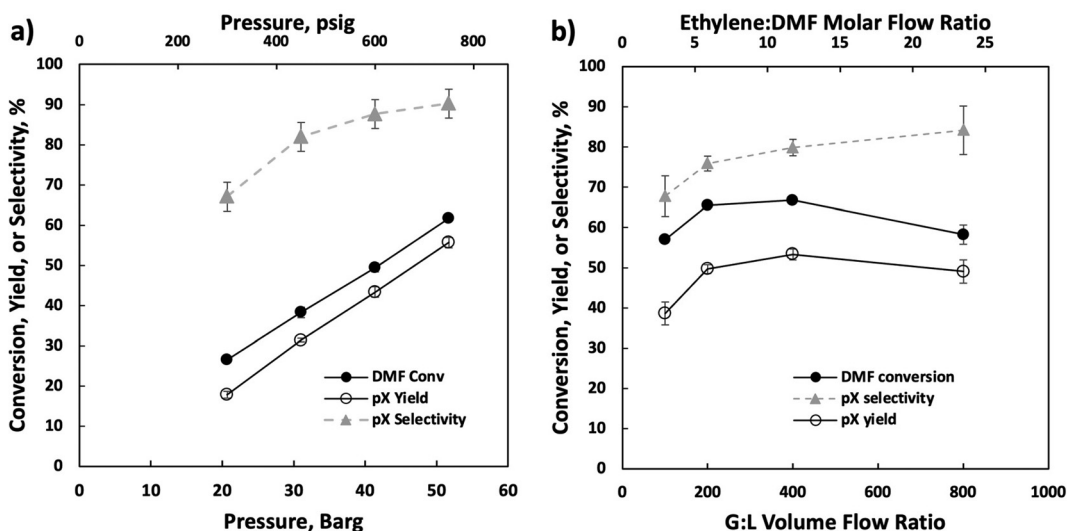 a)
Pressure, psig
0 200 400 600 800
Conversion, Yield, or Selectivity, %
100
90
80
70
60
50
40
30
20
10
0
DMF Conv
pX Yield
pX Selectivity
0 10 20 30 40 50 60
Pressure, Barg
b)
Ethylene:DMF Molar Flow Ratio
0 5 10 15 20 25
Conversion, Yield, or Selectivity, %
100
90
80
70
60
50
40
30
20
10
0
DMF conversion
pX selectivity
pX yield
0 200 400 600 800 1000
G:L Volume Flow Ratio